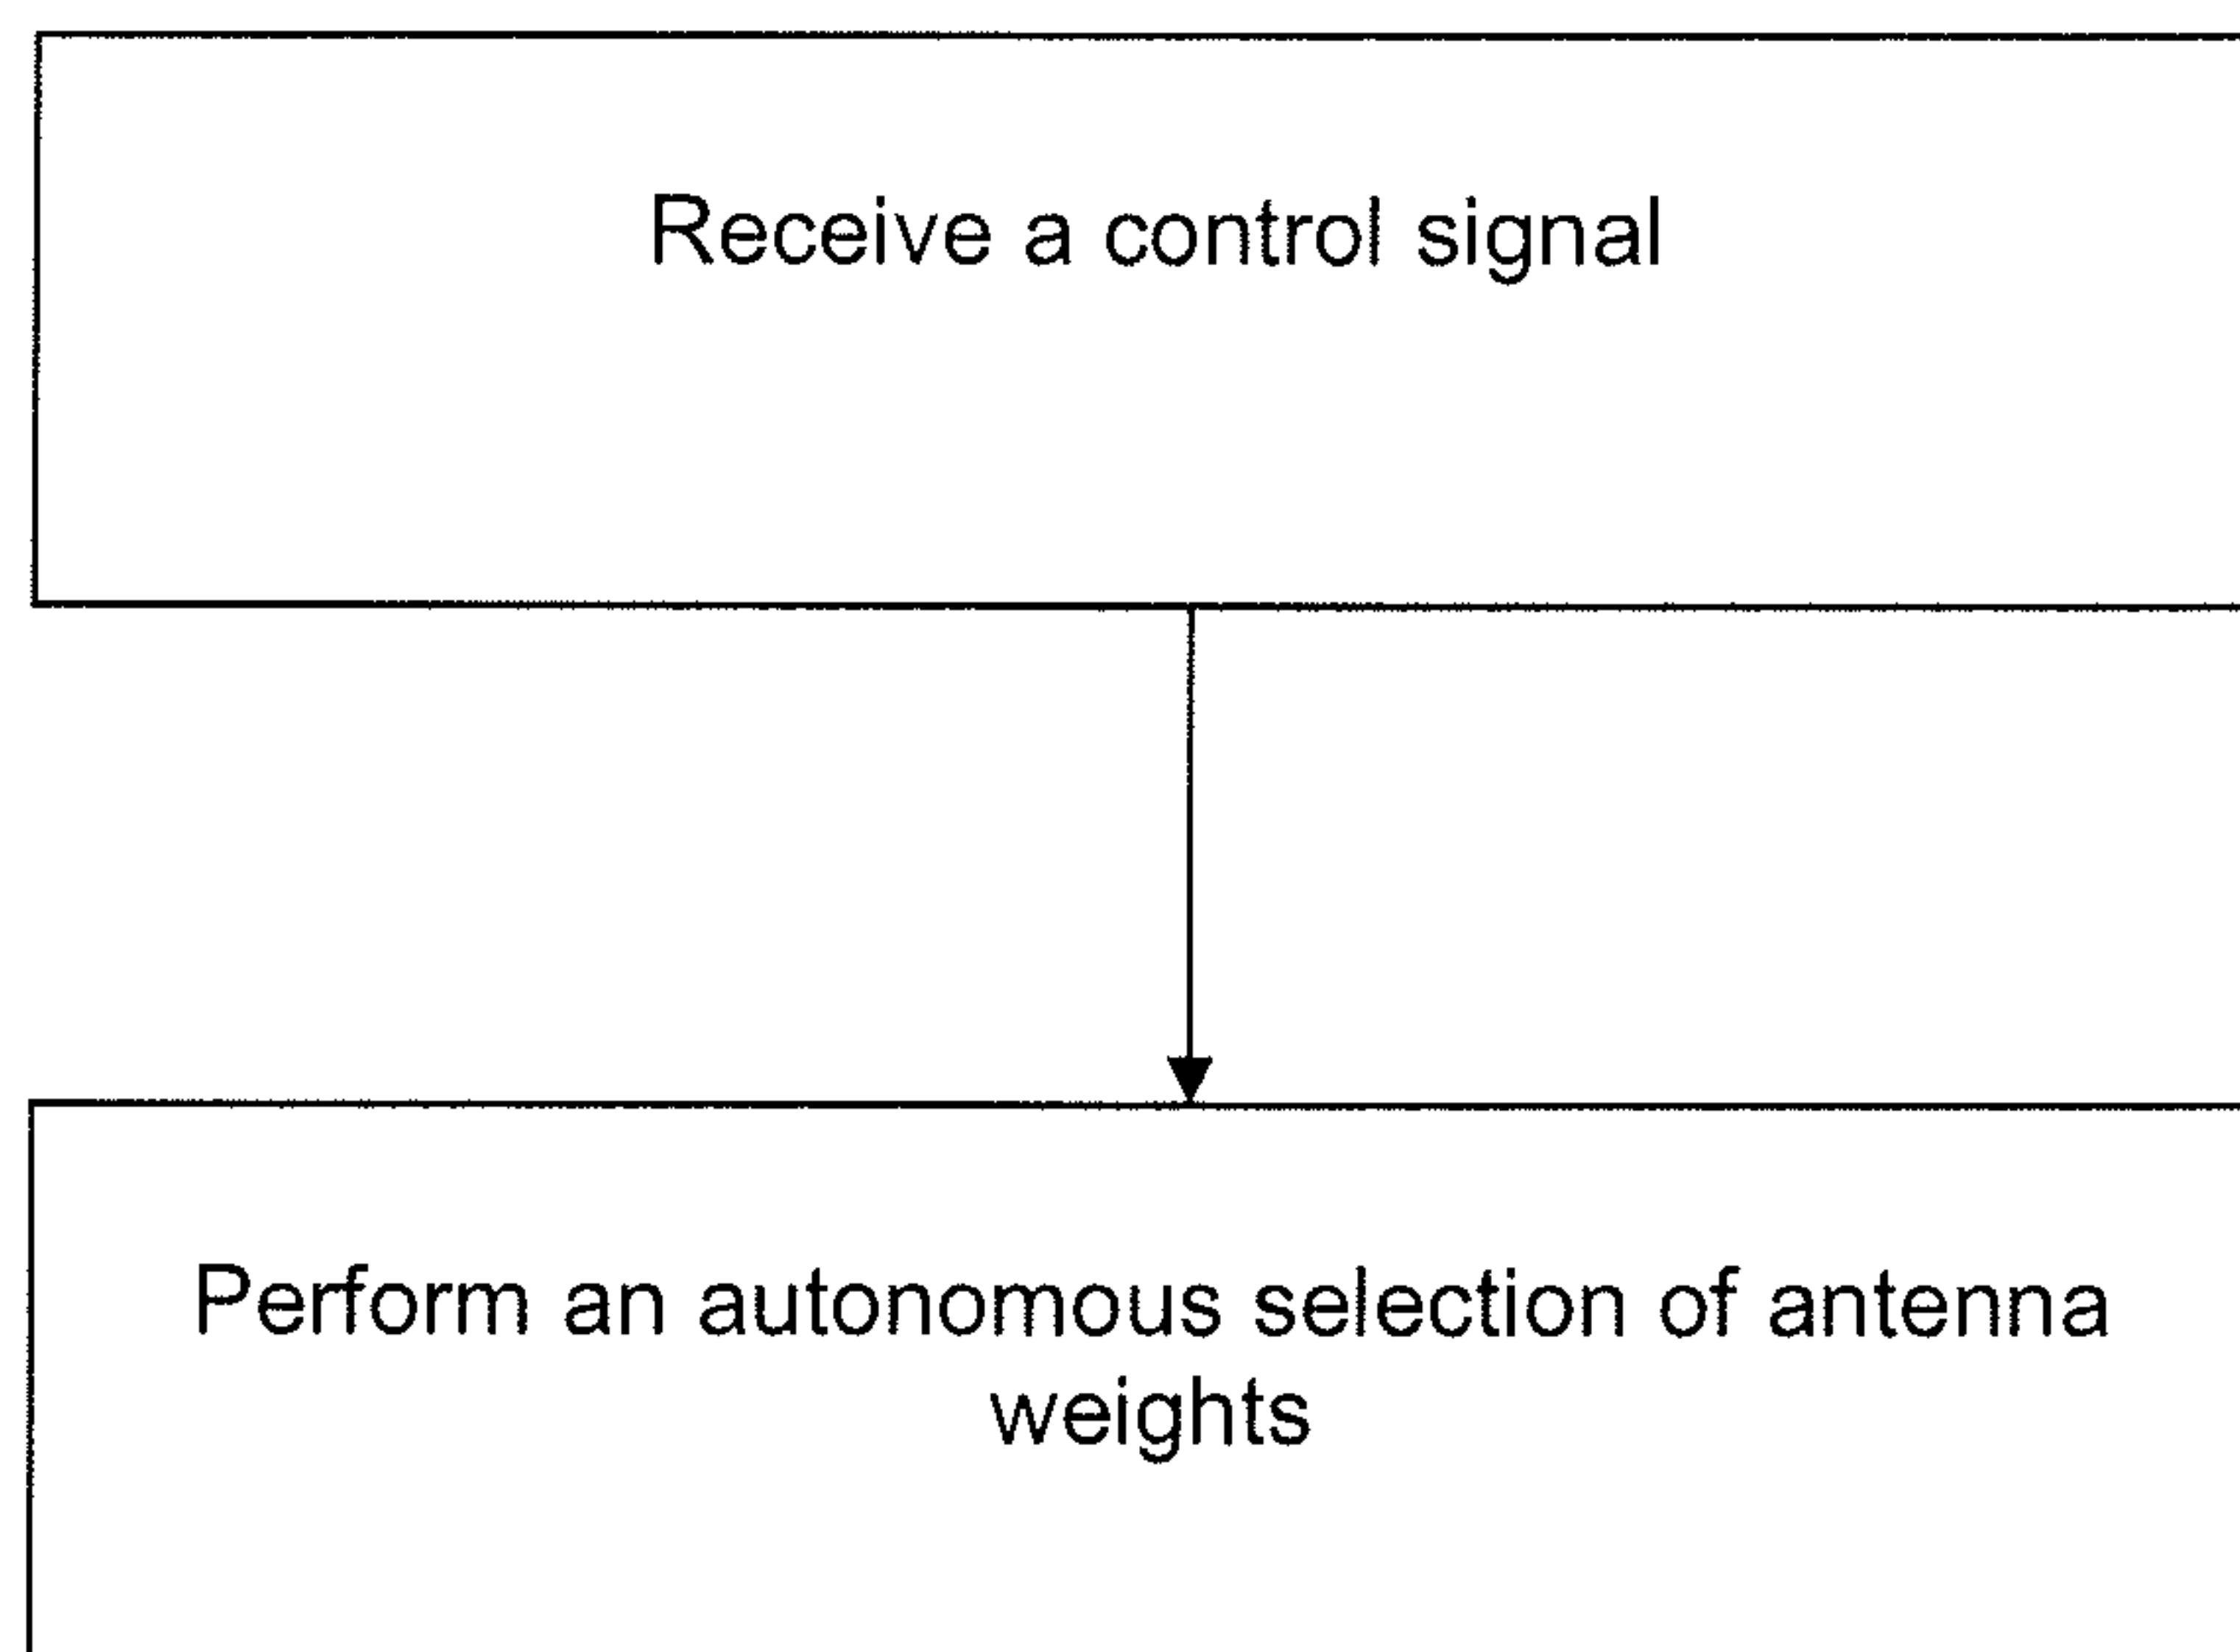 Receive a control signal
Perform an autonomous selection of antenna
weights